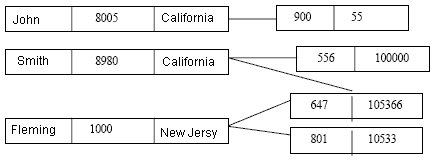 John 8005 California 900 55
Smith 8980 California 556 100000
647 105366
Fleming 1000 New Jersy
801 10533